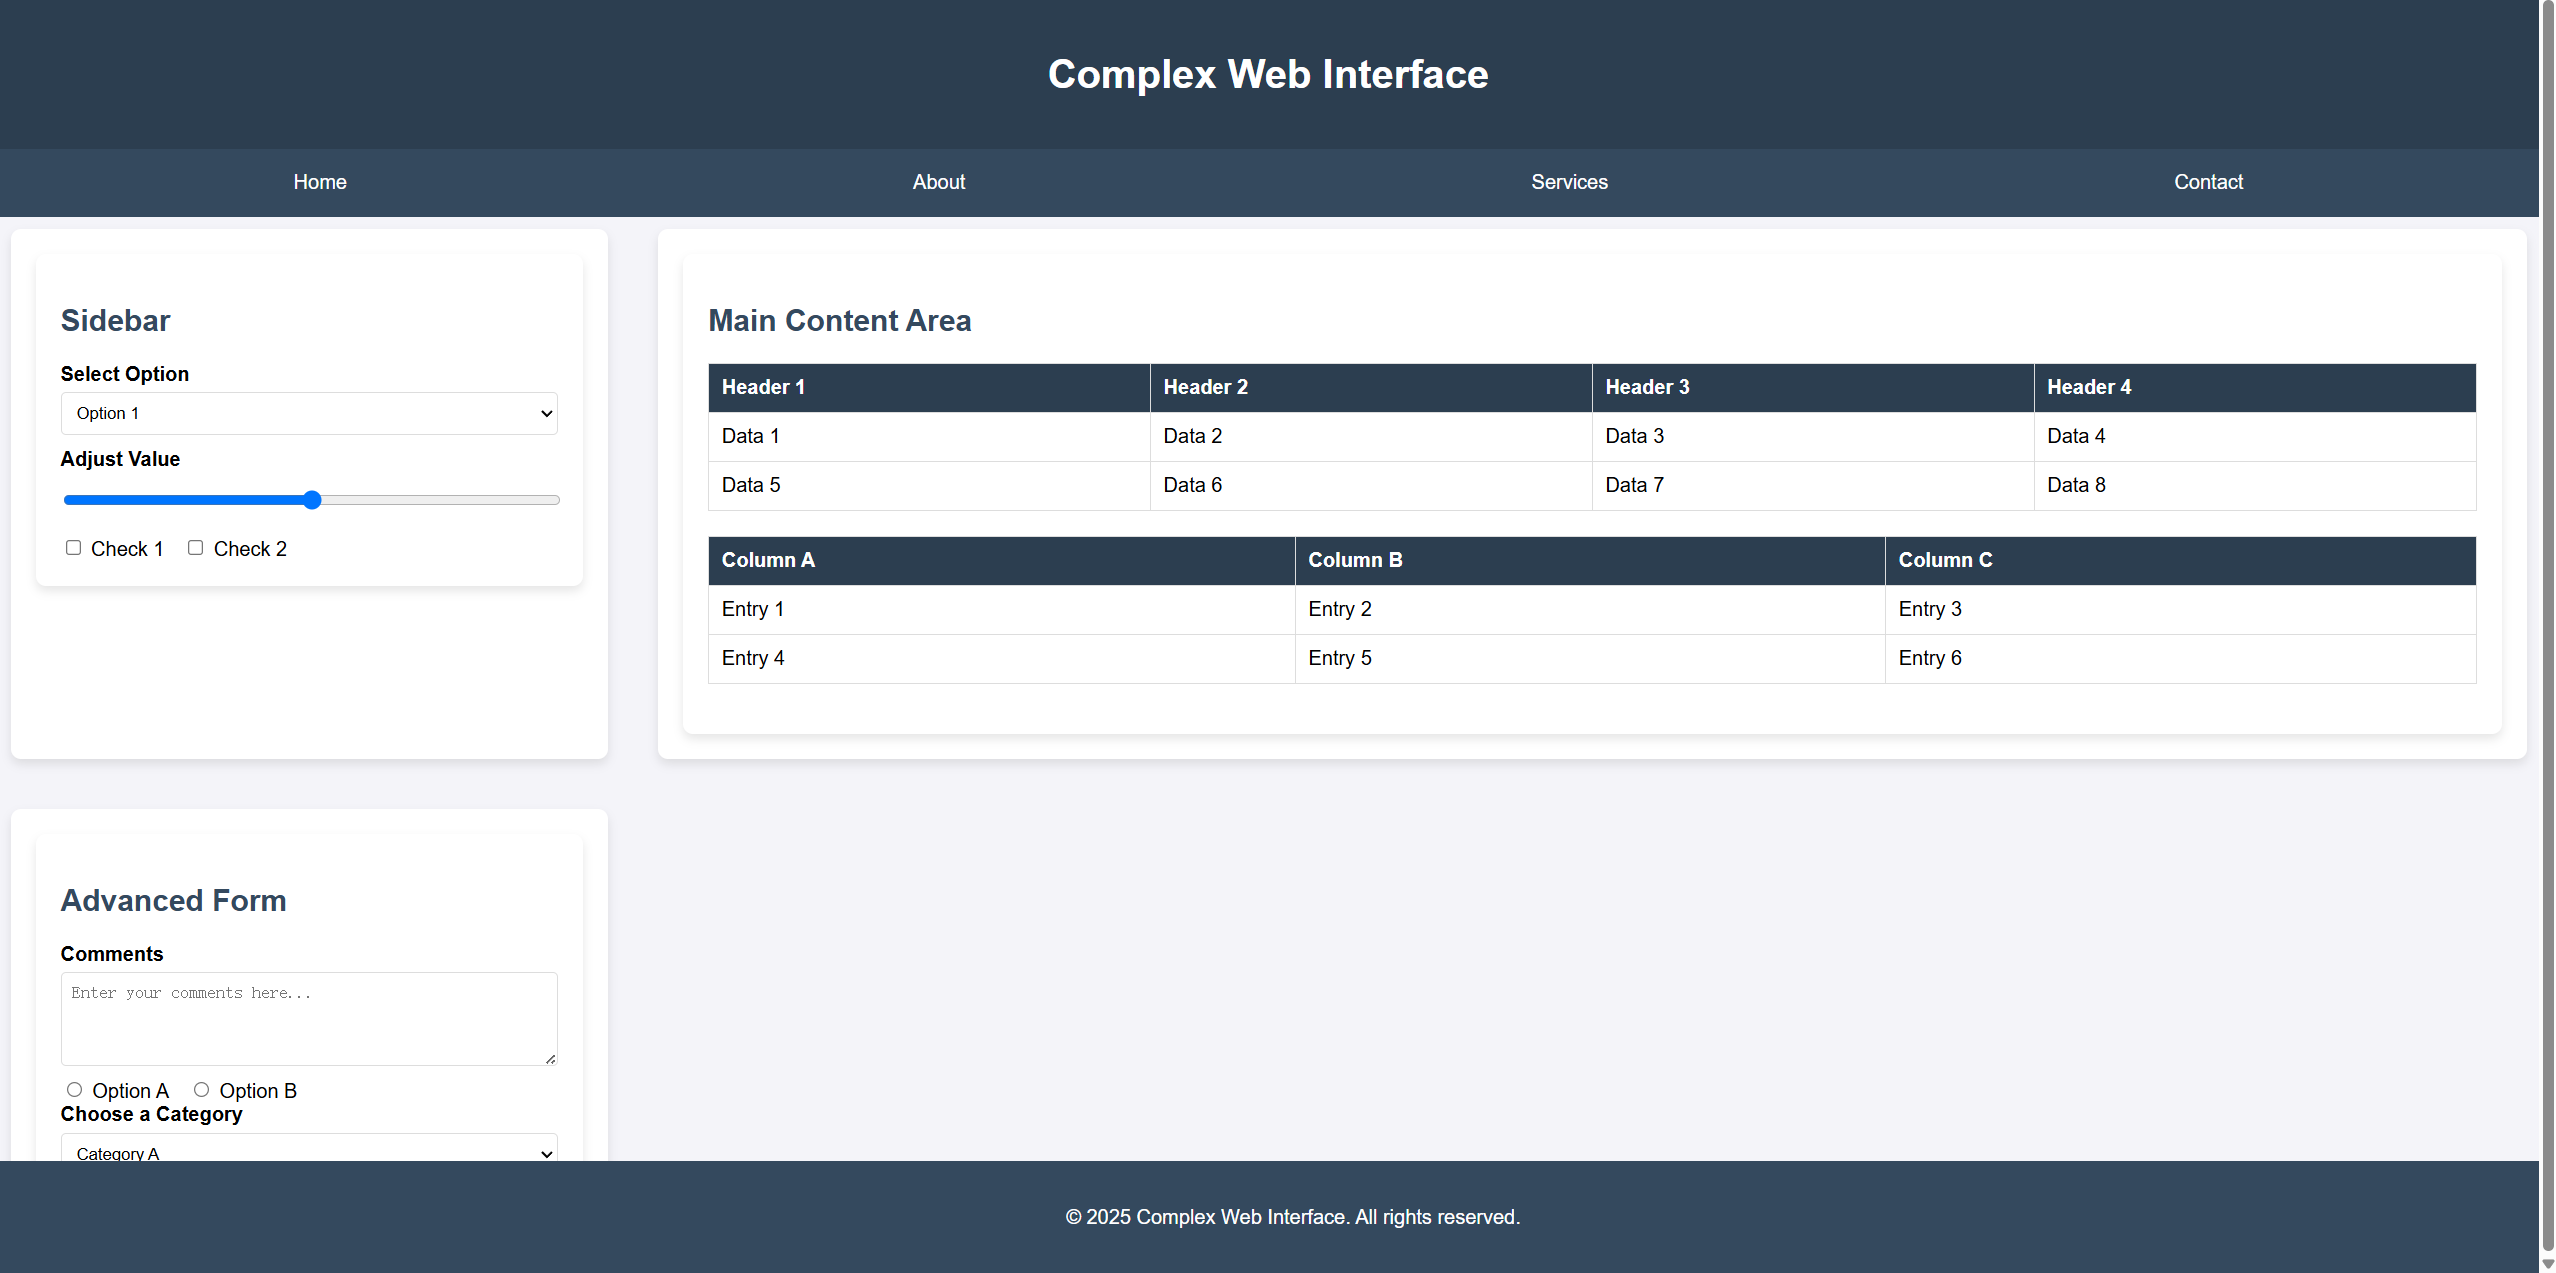 Complex Web Interface
Home About Services Contact
Sidebar
Select Option
Option 1
Adjust Value
Check 1 Check 2
Main Content Area
Header 1 Header 2 Header 3 Header 4
Data 1 Data 2 Data 3 Data 4
Data 5 Data 6 Data 7 Data 8
Column A Column B Column C
Entry 1 Entry 2 Entry 3
Entry 4 Entry 5 Entry 6
Advanced Form
Comments
Enter your comments here...
Option A Option B
Choose a Category
Category A
© 2025 Complex Web Interface. All rights reserved.